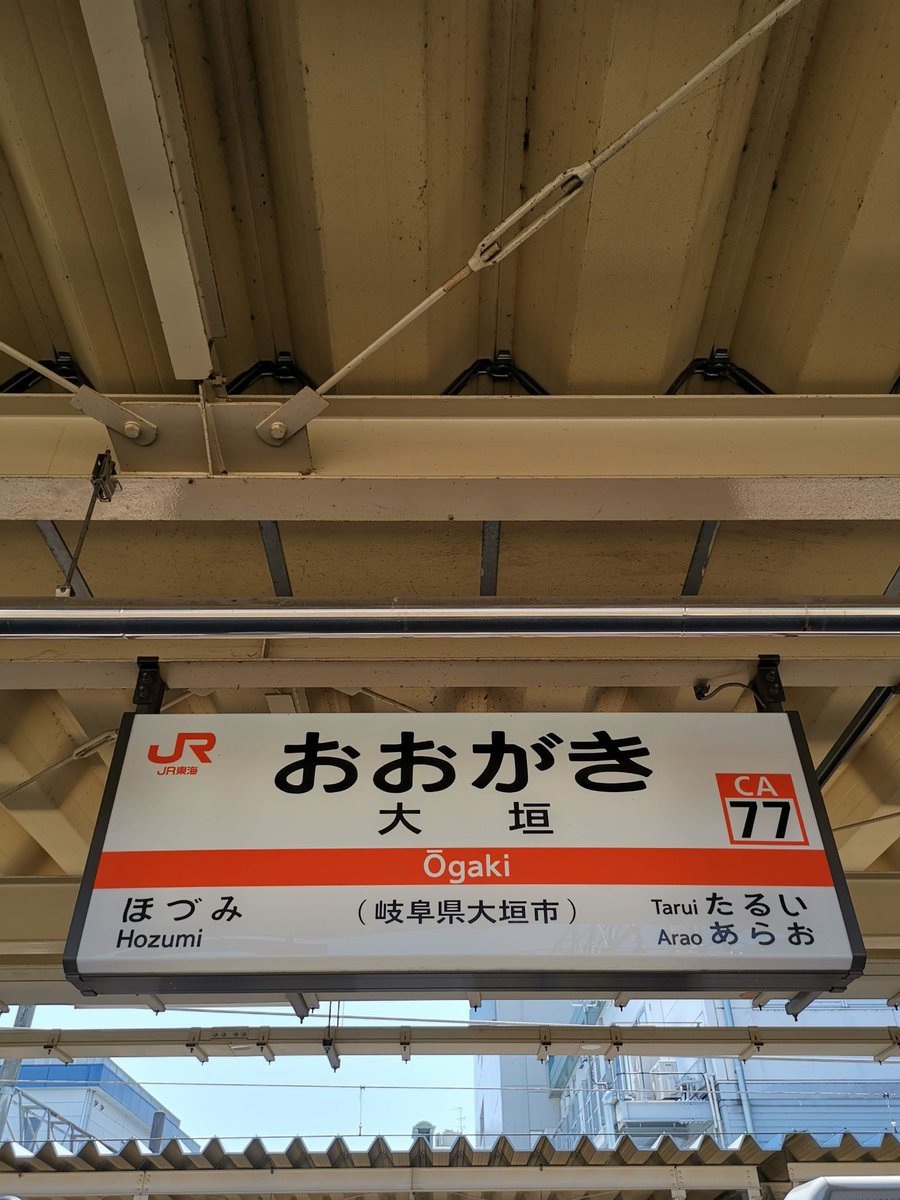 JR
JR東海
おおがき
大垣
CA
77
Ōgaki
ほづみ
Hozumi
(岐阜県大垣市)
Tarui たるい
Arao あらお